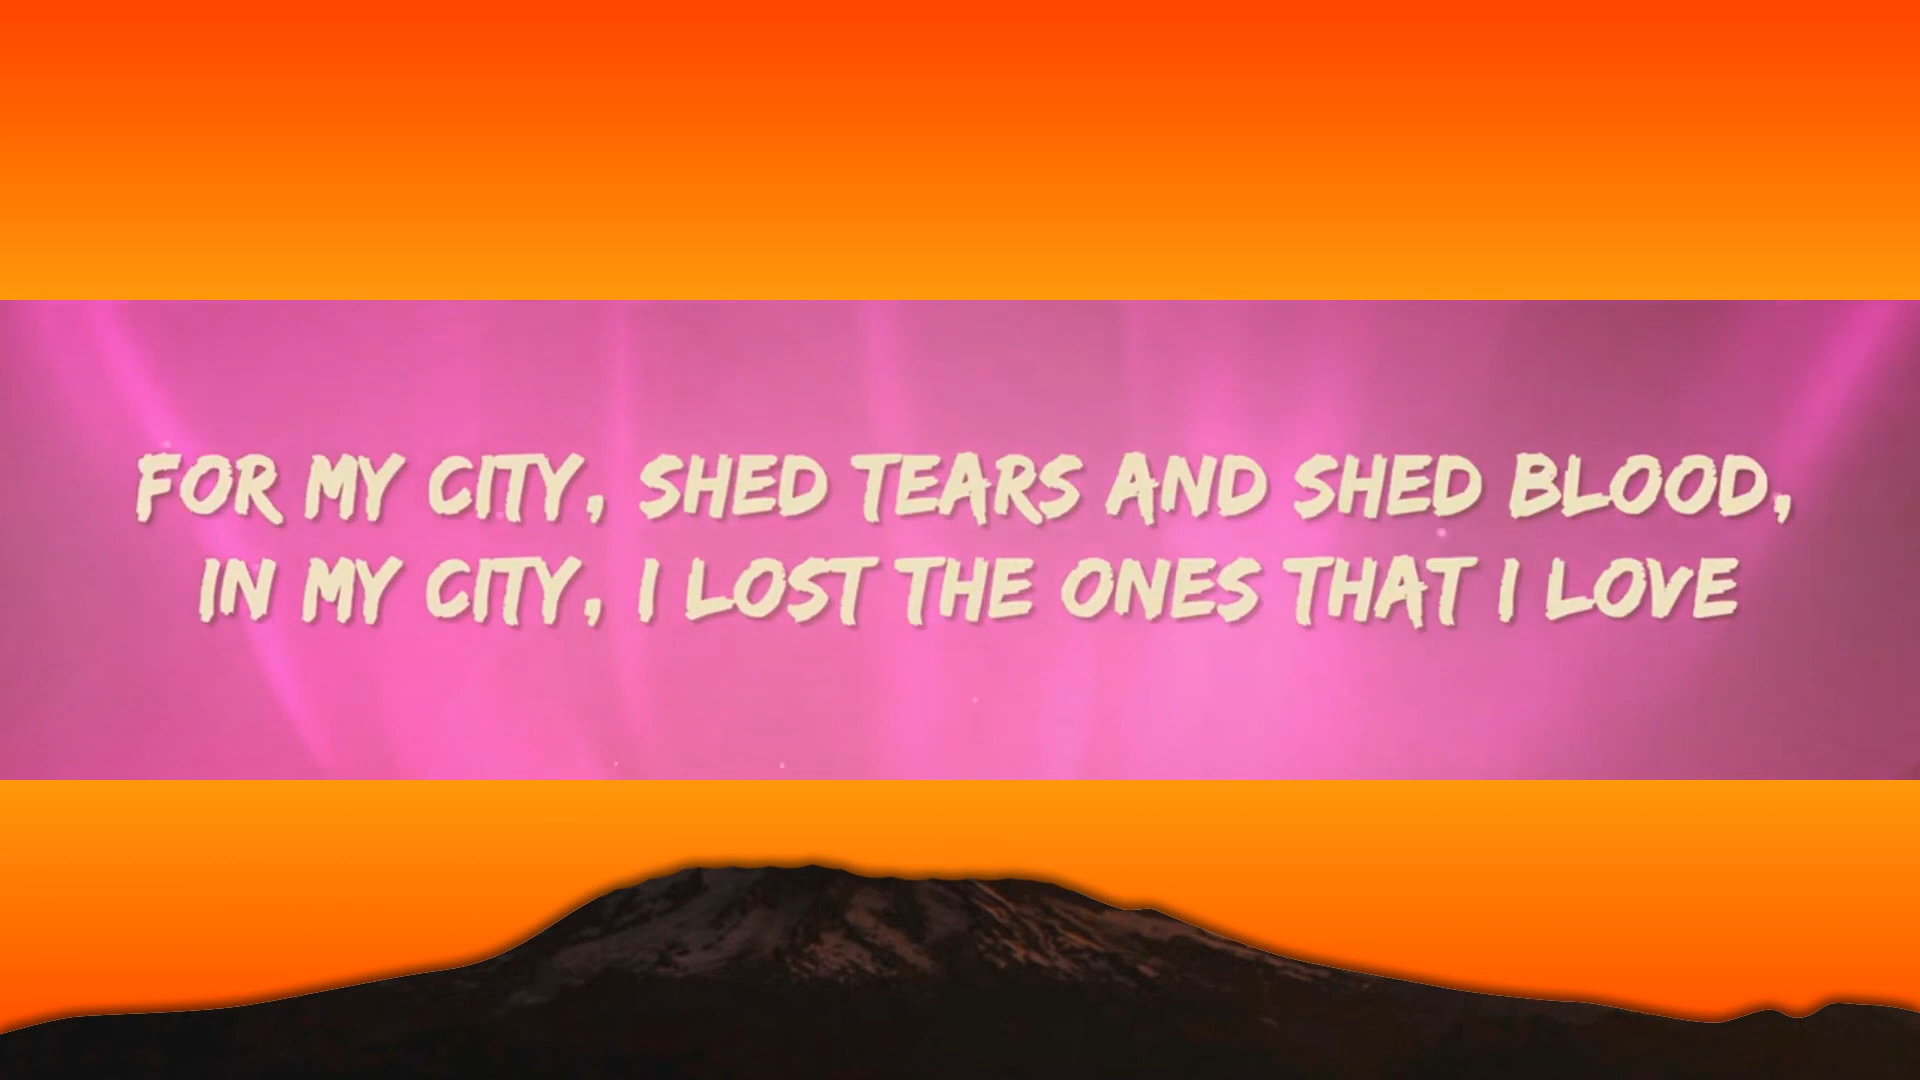 FOR MY CITY, SHED TEARS AND SHED BLOOD,
IN MY CITY, I LOST THE ONES THAT I LOVE